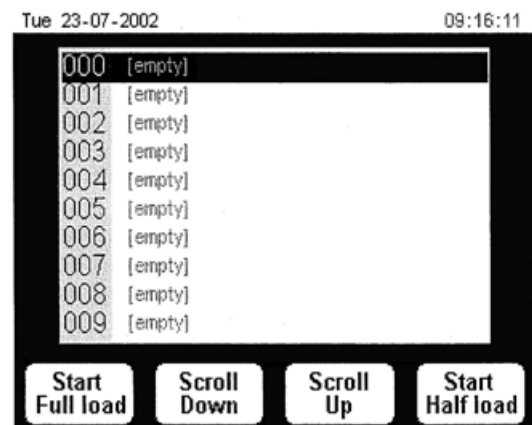 Tue 23-07-2002 09:16:11
000 [empty]
001 [empty]
002 [empty]
003 [empty]
004 [empty]
005 [empty]
006 [empty]
007 [empty]
008 [empty]
009 [empty]
Start Full load
Scroll Down
Scroll Up
Start Half load